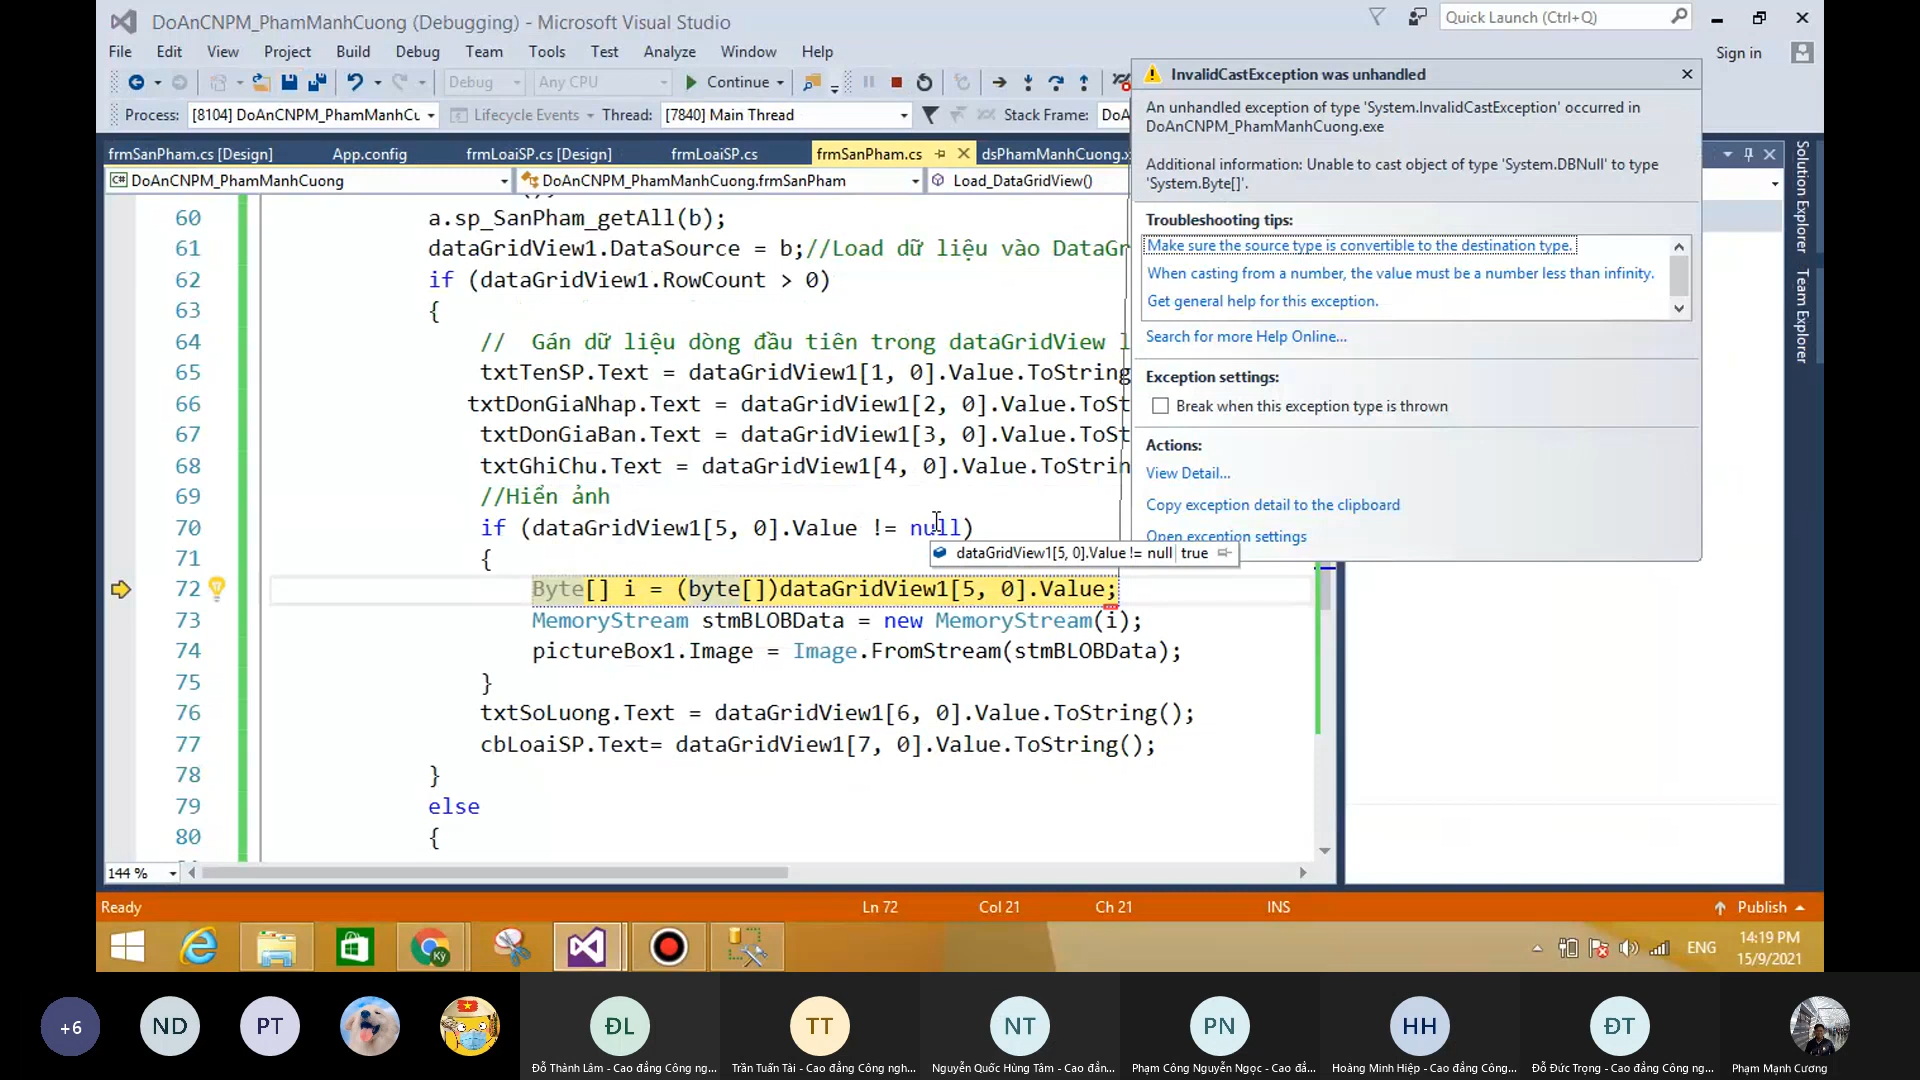 DoAnCNPM_PhamManhCuong (Debugging) - Microsoft Visual Studio
Quick Launch (Ctrl+Q)
File Edit View Project Build Debug Team Tools Test Analyze Window Help
Sign in
Debug Any CPU Continue
Process: [8104] DoAnCNPM_PhamManhCu Lifecycle Events Thread: [7840] Main Thread Stack Frame: DoA
frmSanPham.cs [Design] App.config frmLoaiSP.cs [Design] frmLoaiSP.cs frmSanPham.cs dsPhamManhCuong.x
C# DoAnCNPM_PhamManhCuong DoAnCNPM_PhamManhCuong.frmSanPham Load_DataGridView()
60 a.sp_SanPham_getAll(b);
61 dataGridView1.DataSource = b;//Load dữ liệu vào DataGr
62 if (dataGridView1.RowCount > 0)
63 {
64 // Gán dữ liệu dòng đầu tiên trong dataGridView l
65 txtTenSP.Text = dataGridView1[1, 0].Value.ToString
66 txtDonGiaNhap.Text = dataGridView1[2, 0].Value.ToSt
67 txtDonGiaBan.Text = dataGridView1[3, 0].Value.ToSt
68 txtGhiChu.Text = dataGridView1[4, 0].Value.ToStrin
69 //Hiển ảnh
70 if (dataGridView1[5, 0].Value != null)
71 {
dataGridView1[5, 0].Value != null true
72 Byte[] i = (byte[])dataGridView1[5, 0].Value;
73 MemoryStream stmBLOBData = new MemoryStream(i);
74 pictureBox1.Image = Image.FromStream(stmBLOBData);
75 }
76 txtSoLuong.Text = dataGridView1[6, 0].Value.ToString();
77 cbLoaiSP.Text= dataGridView1[7, 0].Value.ToString();
78 }
79 else
80 {
144 %
InvalidCastException was unhandled
An unhandled exception of type 'System.InvalidCastException' occurred in
DoAnCNPM_PhamManhCuong.exe
Additional information: Unable to cast object of type 'System.DBNull' to type
'System.Byte[]'.
Troubleshooting tips:
Make sure the source type is convertible to the destination type.
When casting from a number, the value must be a number less than infinity.
Get general help for this exception.
Search for more Help Online...
Exception settings:
Break when this exception type is thrown
Actions:
View Detail...
Copy exception detail to the clipboard
Open exception settings
Solution Explorer
Team Explorer
Ready Ln 72 Col 21 Ch 21 INS Publish
Kỳ
ENG
14:19 PM
15/9/2021
+6 ND PT ĐL TT NT PN HH ĐT
Đỗ Thành Lâm - Cao đẳng Công ng...
Trần Tuấn Tài - Cao đẳng Công ngh...
Nguyễn Quốc Hùng Tâm - Cao đẳn...
Phạm Công Nguyễn Ngọc - Cao đẳ...
Hoàng Minh Hiệp - Cao đẳng Công...
Đỗ Đức Trọng - Cao đẳng Công ng...
Phạm Mạnh Cương